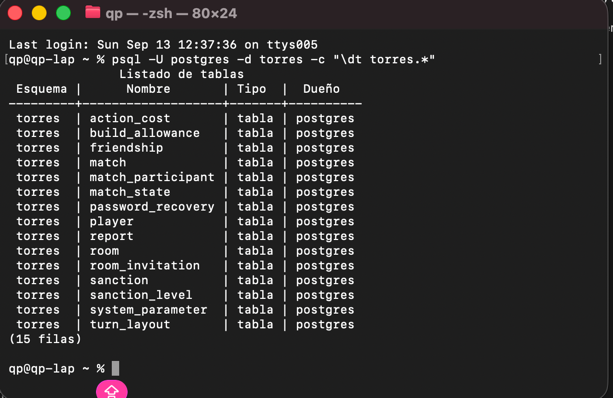 qp — -zsh — 80×24
Last login: Sun Sep 13 12:37:36 on ttys005
[qp@qp-lap ~ % psql -U postgres -d torres -c "\dt torres.*" ]
Listado de tablas
Esquema | Nombre | Tipo | Dueño
---------+-------------------+-------+----------
torres | action_cost | tabla | postgres
torres | build_allowance | tabla | postgres
torres | friendship | tabla | postgres
torres | match | tabla | postgres
torres | match_participant | tabla | postgres
torres | match_state | tabla | postgres
torres | password_recovery | tabla | postgres
torres | player | tabla | postgres
torres | report | tabla | postgres
torres | room | tabla | postgres
torres | room_invitation | tabla | postgres
torres | sanction | tabla | postgres
torres | sanction_level | tabla | postgres
torres | system_parameter | tabla | postgres
torres | turn_layout | tabla | postgres
(15 filas)
qp@qp-lap ~ %